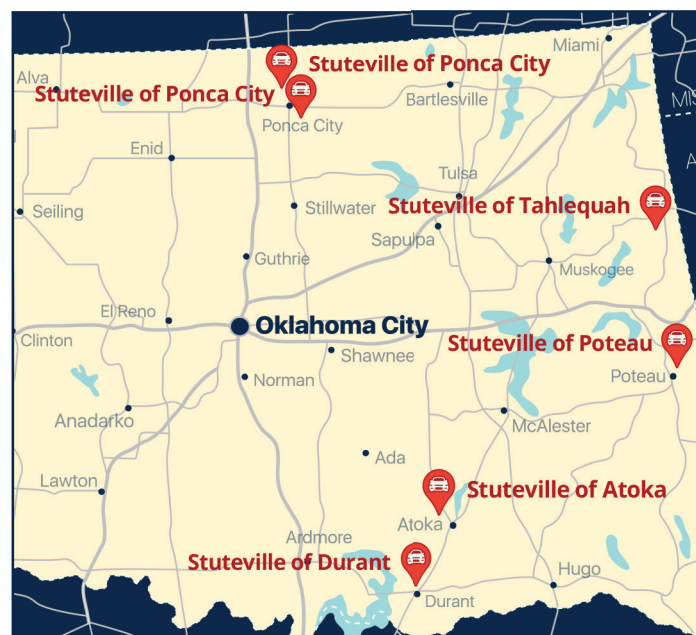 Miami
Stuteville of Ponca City
Alva
Stuteville of Ponca City
Bartlesville
MIS
Ponca City
Enid
A
Tulsa
Stuteville of Tahlequah
Seiling
Stillwater
Sapulpa
Guthrie
Muskogee
El Reno
Oklahoma City
Clinton
Stuteville of Poteau
Shawnee
Norman
Poteau
Anadarko
McAlester
Ada
Lawton
Stuteville of Atoka
Atoka
Ardmore
Stuteville of Durant
Hugo
Durant